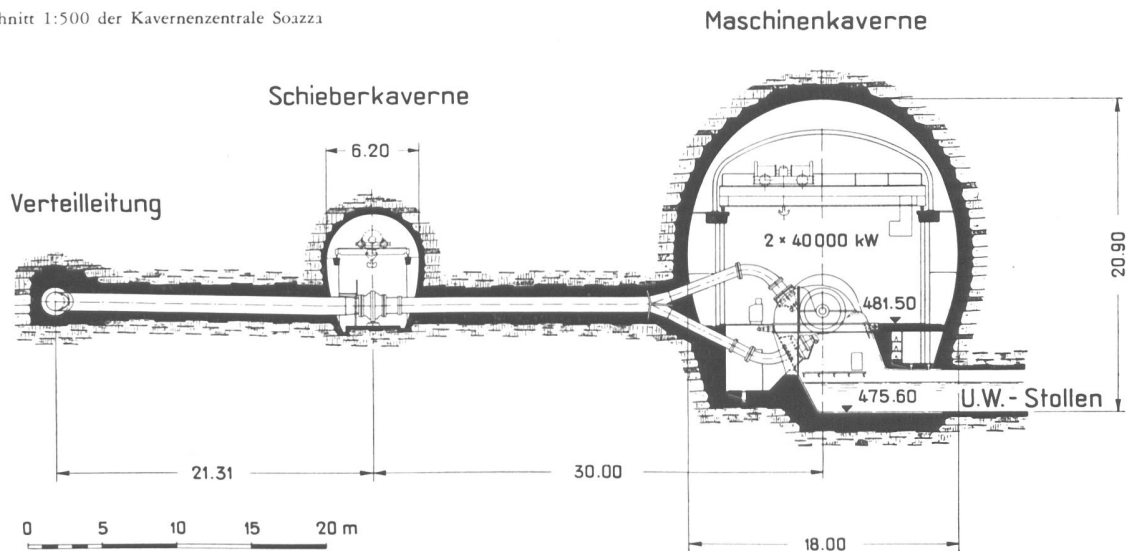 hnitt 1:500 der Kavernenzentrale Soazza
Maschinenkaverne
Schieberkaverne
6.20
Verteilleitung
2 × 40000 kW
20.90
481.50
475.60
U.W.- Stollen
21.31
30.00
0 5 10 15 20 m
18.00